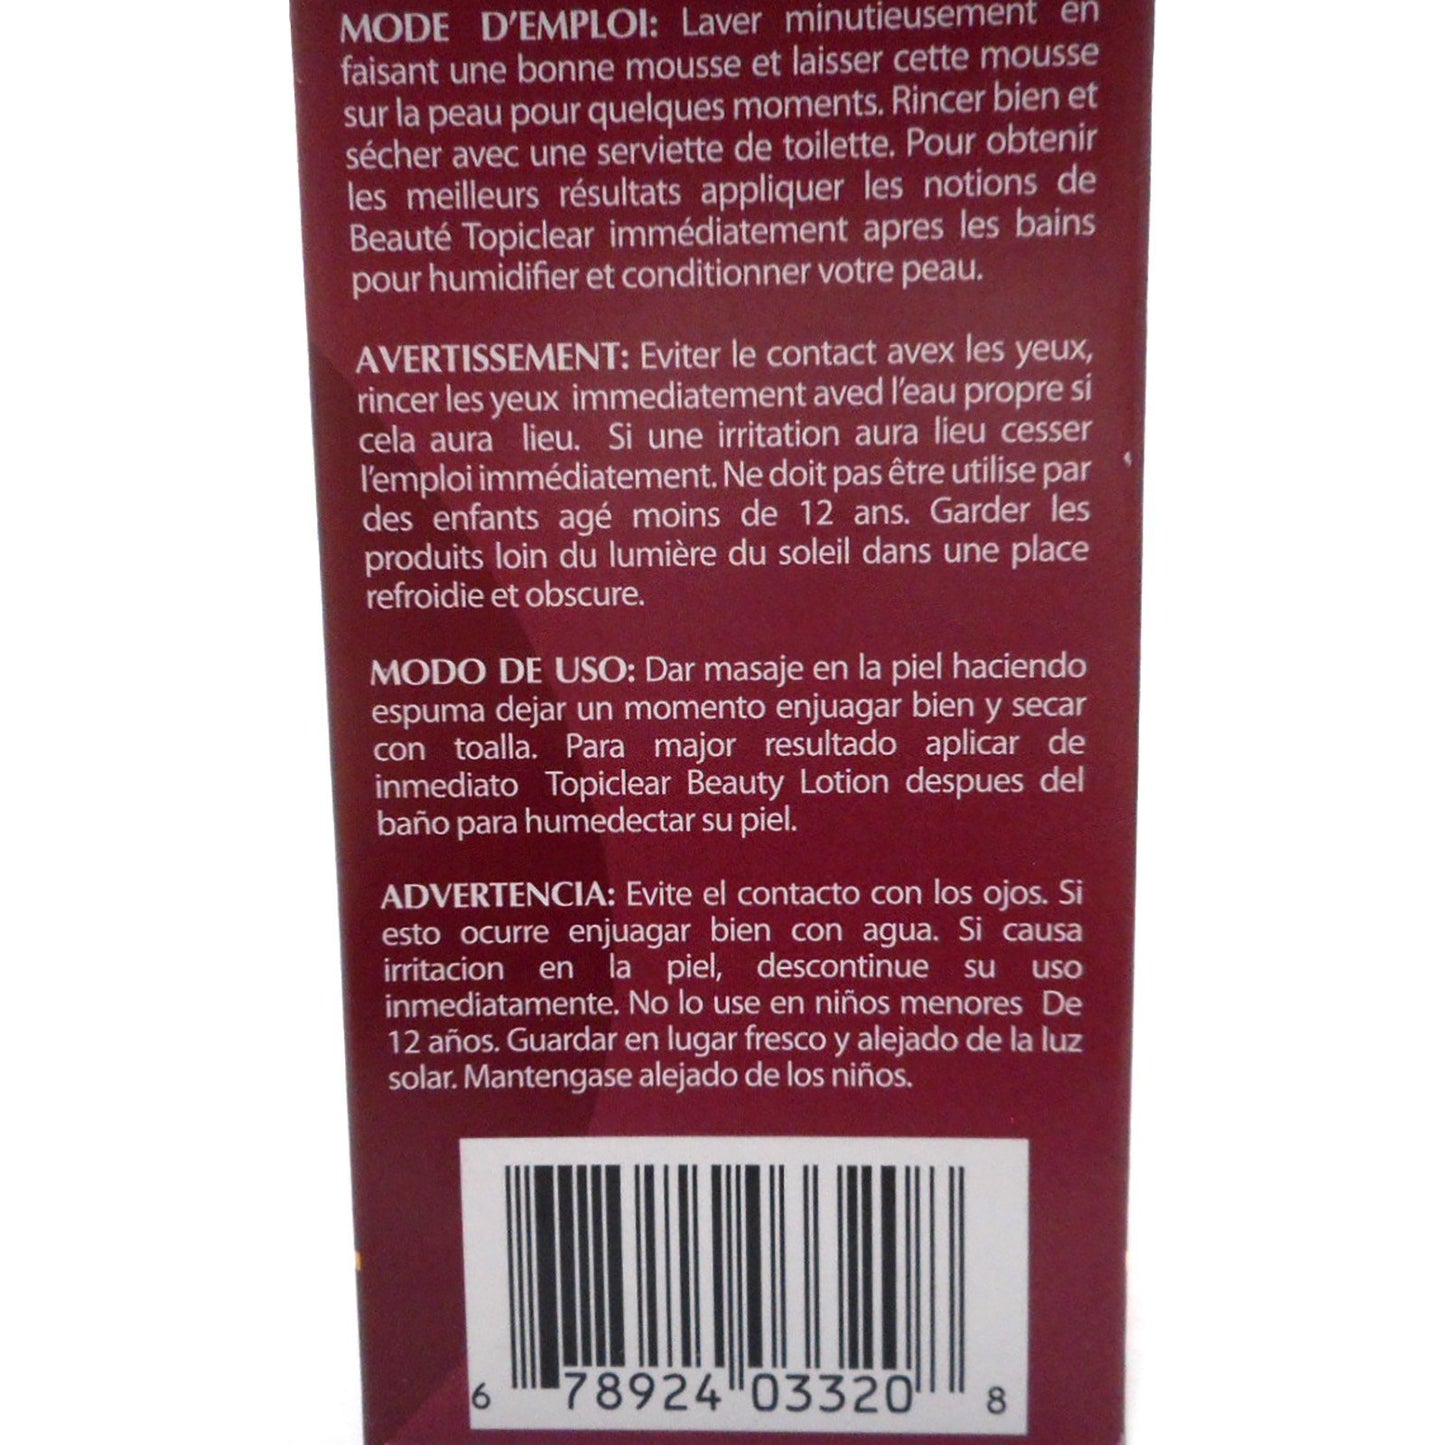 MODE D'EMPLOI: Laver minutieusement en
faisant une bonne mousse et laisser cette mousse
sur la peau pour quelques moments. Rincer bien et
sécher avec une serviette de toilette. Pour obtenir
les meilleurs résultats appliquer les notions de
Beauté Topiclear immédiatement apres les bains
pour humidifier et conditionner votre peau.
AVERTISSEMENT: Eviter le contact avex les yeux,
rincer les yeux immediatement aved l'eau propre si
cela aura lieu. Si une irritation aura lieu cesser
l'emploi immédiatement. Ne doit pas être utilise par
des enfants agé moins de 12 ans. Garder les
produits loin du lumière du soleil dans une place
refroidie et obscure.
MODO DE USO: Dar masaje en la piel haciendo
espuma dejar un momento enjuagar bien y secar
con toalla. Para major resultado aplicar de
inmediato Topiclear Beauty Lotion despues del
baño para humedectar su piel.
ADVERTENCIA: Evite el contacto con los ojos. Si
esto ocurre enjuagar bien con agua. Si causa
irritacion en la piel, descontinue su uso
inmediatamente. No lo use en niños menores De
12 años. Guardar en lugar fresco y alejado de la luz
solar. Mantengase alejado de los niños.
6 78924 03320 8